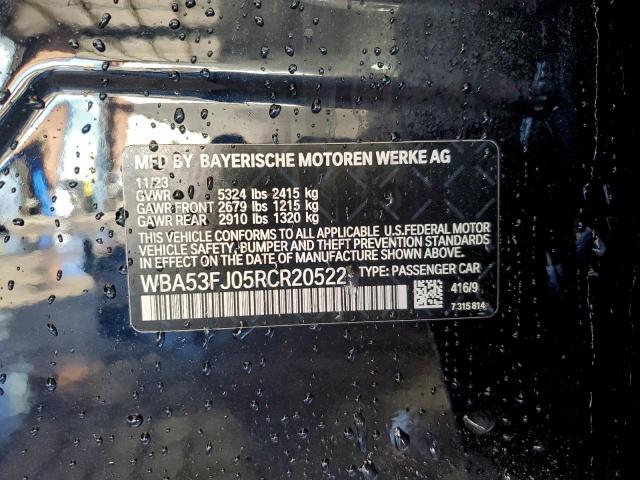 MFD BY BAYERISCHE MOTOREN WERKE AG
11/23
GVWR 5324 lbs 2415 kg
GAWR FRONT 2679 lbs 1215 kg
GAWR REAR 2910 lbs 1320 kg
THIS VEHICLE CONFORMS TO ALL APPLICABLE U.S.FEDERAL MOTOR
VEHICLE SAFETY, BUMPER AND THEFT PREVENTION STANDARDS
IN EFFECT ON THE DATE OF MANUFACTURE SHOWN ABOVE.
WBA53FJ05RCR20522 TYPE: PASSENGER CAR
416/9
7 315 814